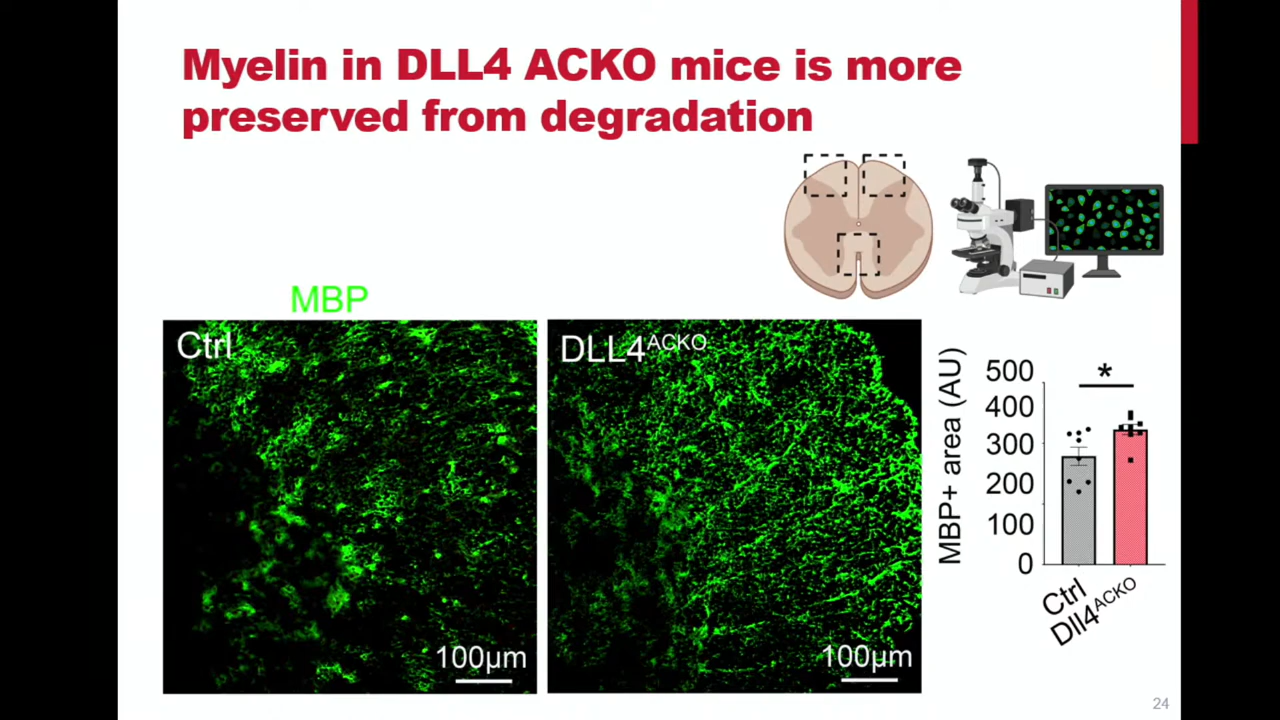 Myelin in DLL4 ACKO mice is more
preserved from degradation
MBP
Ctrl
100µm
DLL4ACKO
100µm
MBP+ area (AU)
500
400
300
200
100
0
*
Ctrl
Dll4ACKO
24